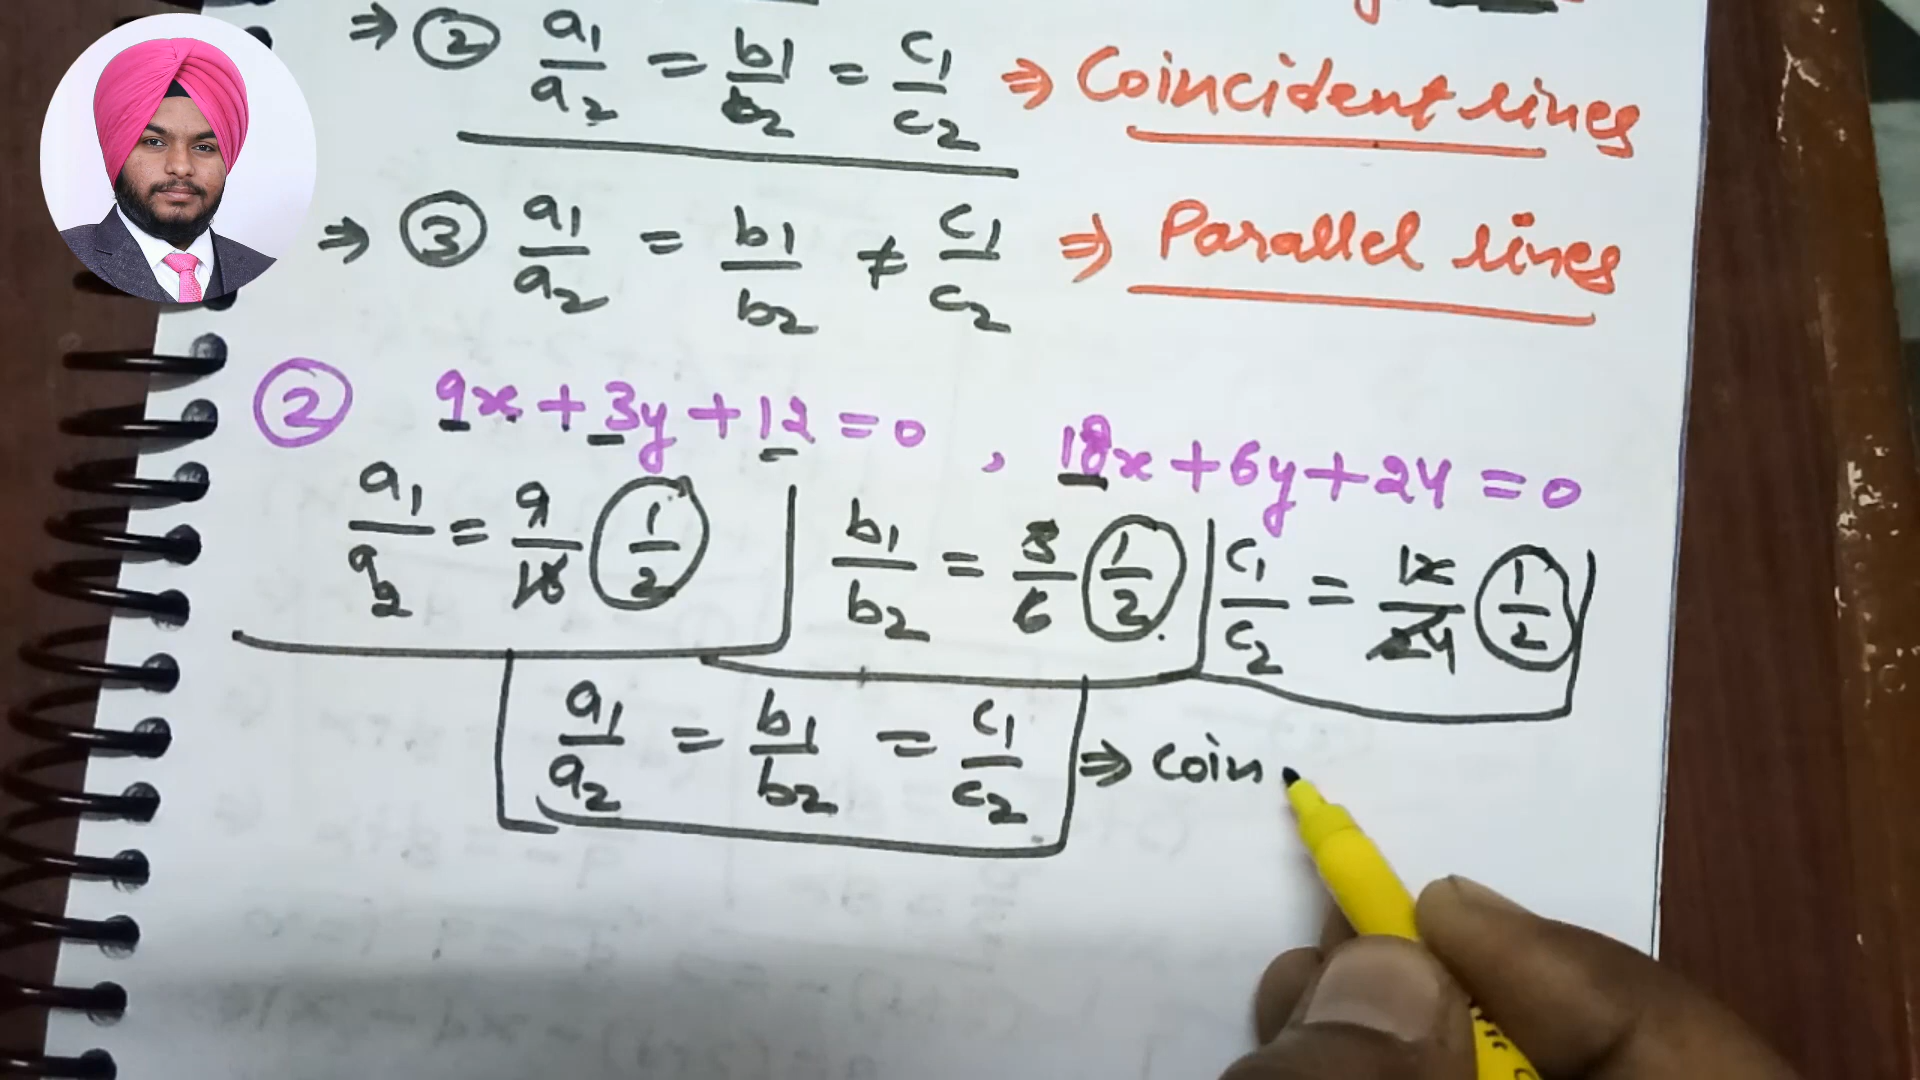 ⇒ ② a1/a2 = b1/b2 = c1/c2 ⇒ Coincident lines
⇒ ③ a1/a2 = b1/b2 ≠ c1/c2 ⇒ Parallel lines
② 9x + 3y + 12 = 0 , 18x + 6y + 24 = 0
a1/a2 = 9/18 1/2 b1/b2 = 3/6 1/2 c1/c2 = 12/24 1/2
a1/a2 = b1/b2 = c1/c2 ⇒ coin